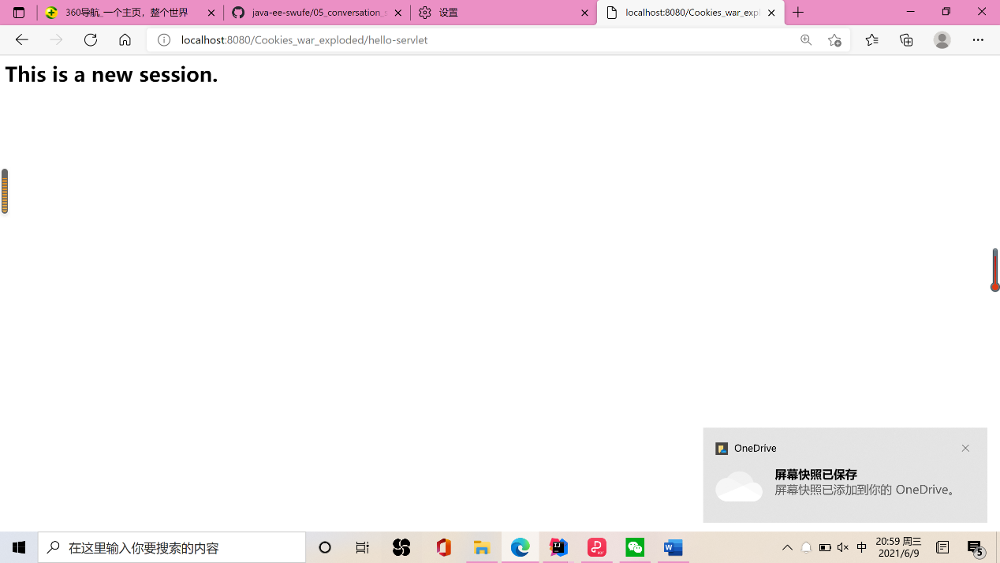 360导航_一个主页，整个世界
java-ee-swufe/05_conversation_s
设置
localhost:8080/Cookies_war_expl
localhost:8080/Cookies_war_exploded/hello-servlet
This is a new session.
OneDrive
屏幕快照已保存
屏幕快照已添加到你的 OneDrive。
在这里输入你要搜索的内容
中
20:59 周三
2021/6/9
5